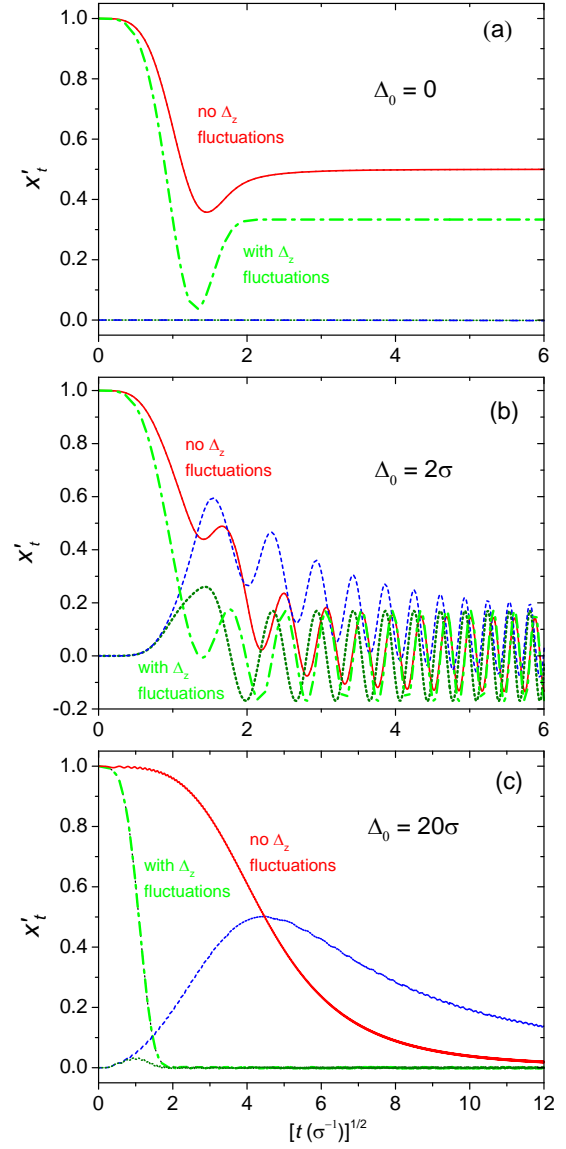 (a)
1.0
Δ₀ = 0
0.8
no Δz
fluctuations
0.6
x't
0.4
with Δz
fluctuations
0.2
0.0
0 2 4 6
(b)
1.0
no Δz
fluctuations
Δ₀ = 2σ
0.8
0.6
x't
0.4
0.2
0.0
with Δz
fluctuations
-0.2
0 1 2 3 4 5 6
(c)
1.0
Δ₀ = 20σ
no Δz
fluctuations
0.8
with Δz
fluctuations
0.6
x't
0.4
0.2
0.0
0 2 4 6 8 10 12
[t (σ⁻¹)]^1/2